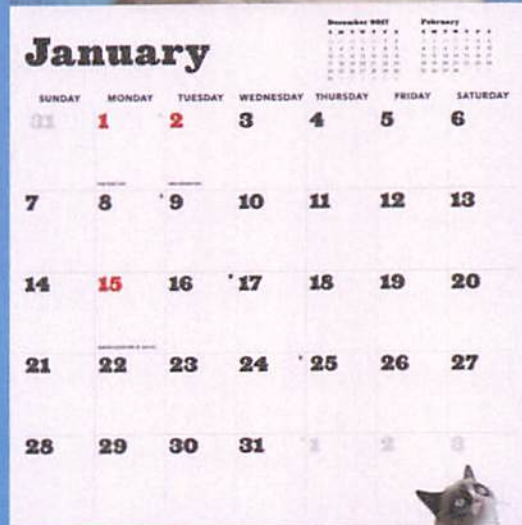 December 2017 February
January
SUNDAY MONDAY TUESDAY WEDNESDAY THURSDAY FRIDAY SATURDAY
31 1 2 3 4 5 6
7 8 9 10 11 12 13
14 15 16 17 18 19 20
21 22 23 24 25 26 27
28 29 30 31 1 2 3